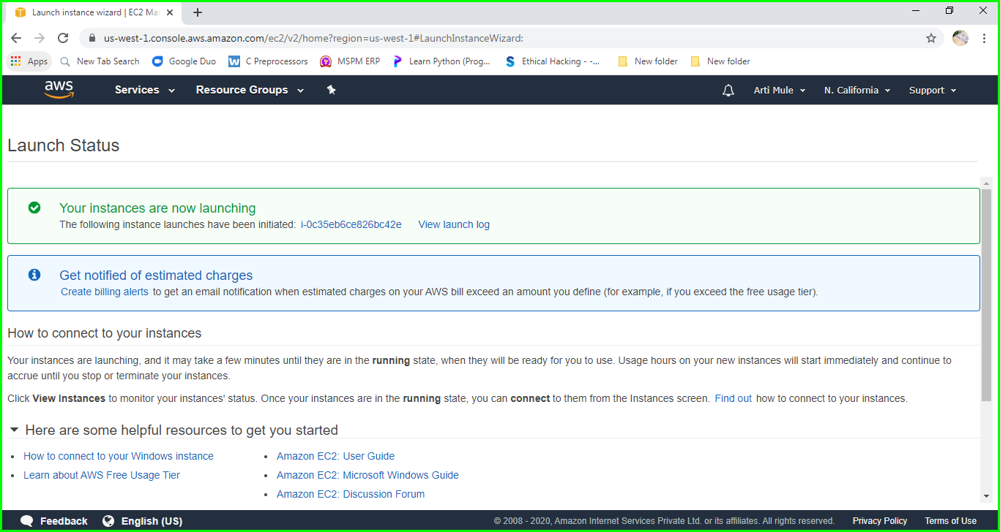 Launch instance wizard | EC2 Ma
us-west-1.console.aws.amazon.com/ec2/v2/home?region=us-west-1#LaunchInstanceWizard:
Apps New Tab Search Google Duo W C Preprocessors MSPM ERP Learn Python (Prog... S Ethical Hacking - -... New folder New folder
aws Services Resource Groups Arti Mule N. California Support
Launch Status
Your instances are now launching
The following instance launches have been initiated: i-0c35eb6ce826bc42e View launch log
Get notified of estimated charges
Create billing alerts to get an email notification when estimated charges on your AWS bill exceed an amount you define (for example, if you exceed the free usage tier).
How to connect to your instances
Your instances are launching, and it may take a few minutes until they are in the running state, when they will be ready for you to use. Usage hours on your new instances will start immediately and continue to
accrue until you stop or terminate your instances.
Click View Instances to monitor your instances' status. Once your instances are in the running state, you can connect to them from the Instances screen. Find out how to connect to your instances.
Here are some helpful resources to get you started
• How to connect to your Windows instance
• Learn about AWS Free Usage Tier
• Amazon EC2: User Guide
• Amazon EC2: Microsoft Windows Guide
• Amazon EC2: Discussion Forum
Feedback English (US) © 2008 - 2020, Amazon Internet Services Private Ltd. or its affiliates. All rights reserved. Privacy Policy Terms of Use